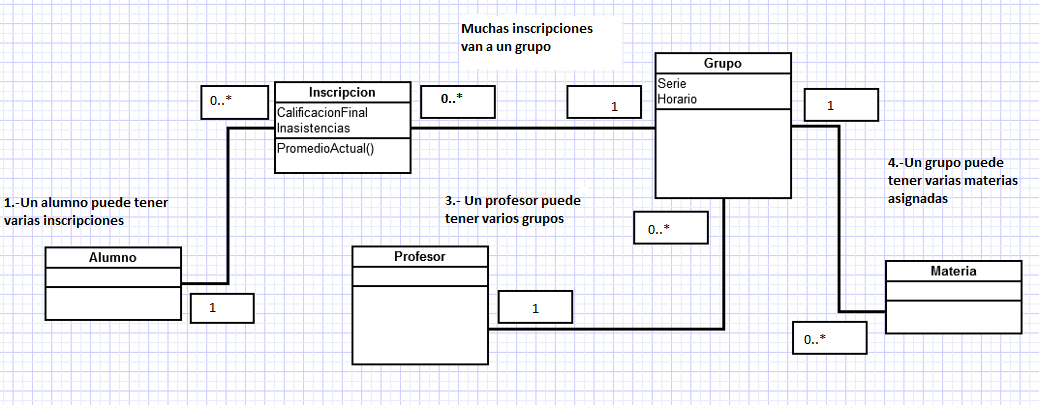 Muchas inscripciones
van a un grupo
Grupo
Serie
Horario
Inscripcion
CalificacionFinal
Inasistencias
PromedioActual()
0..*
0..*
1
1
4.-Un grupo puede
tener varias materias
asignadas
1.-Un alumno puede tener
varias inscripciones
3.- Un profesor puede
tener varios grupos
0..*
Alumno
Profesor
Materia
1
1
0..*